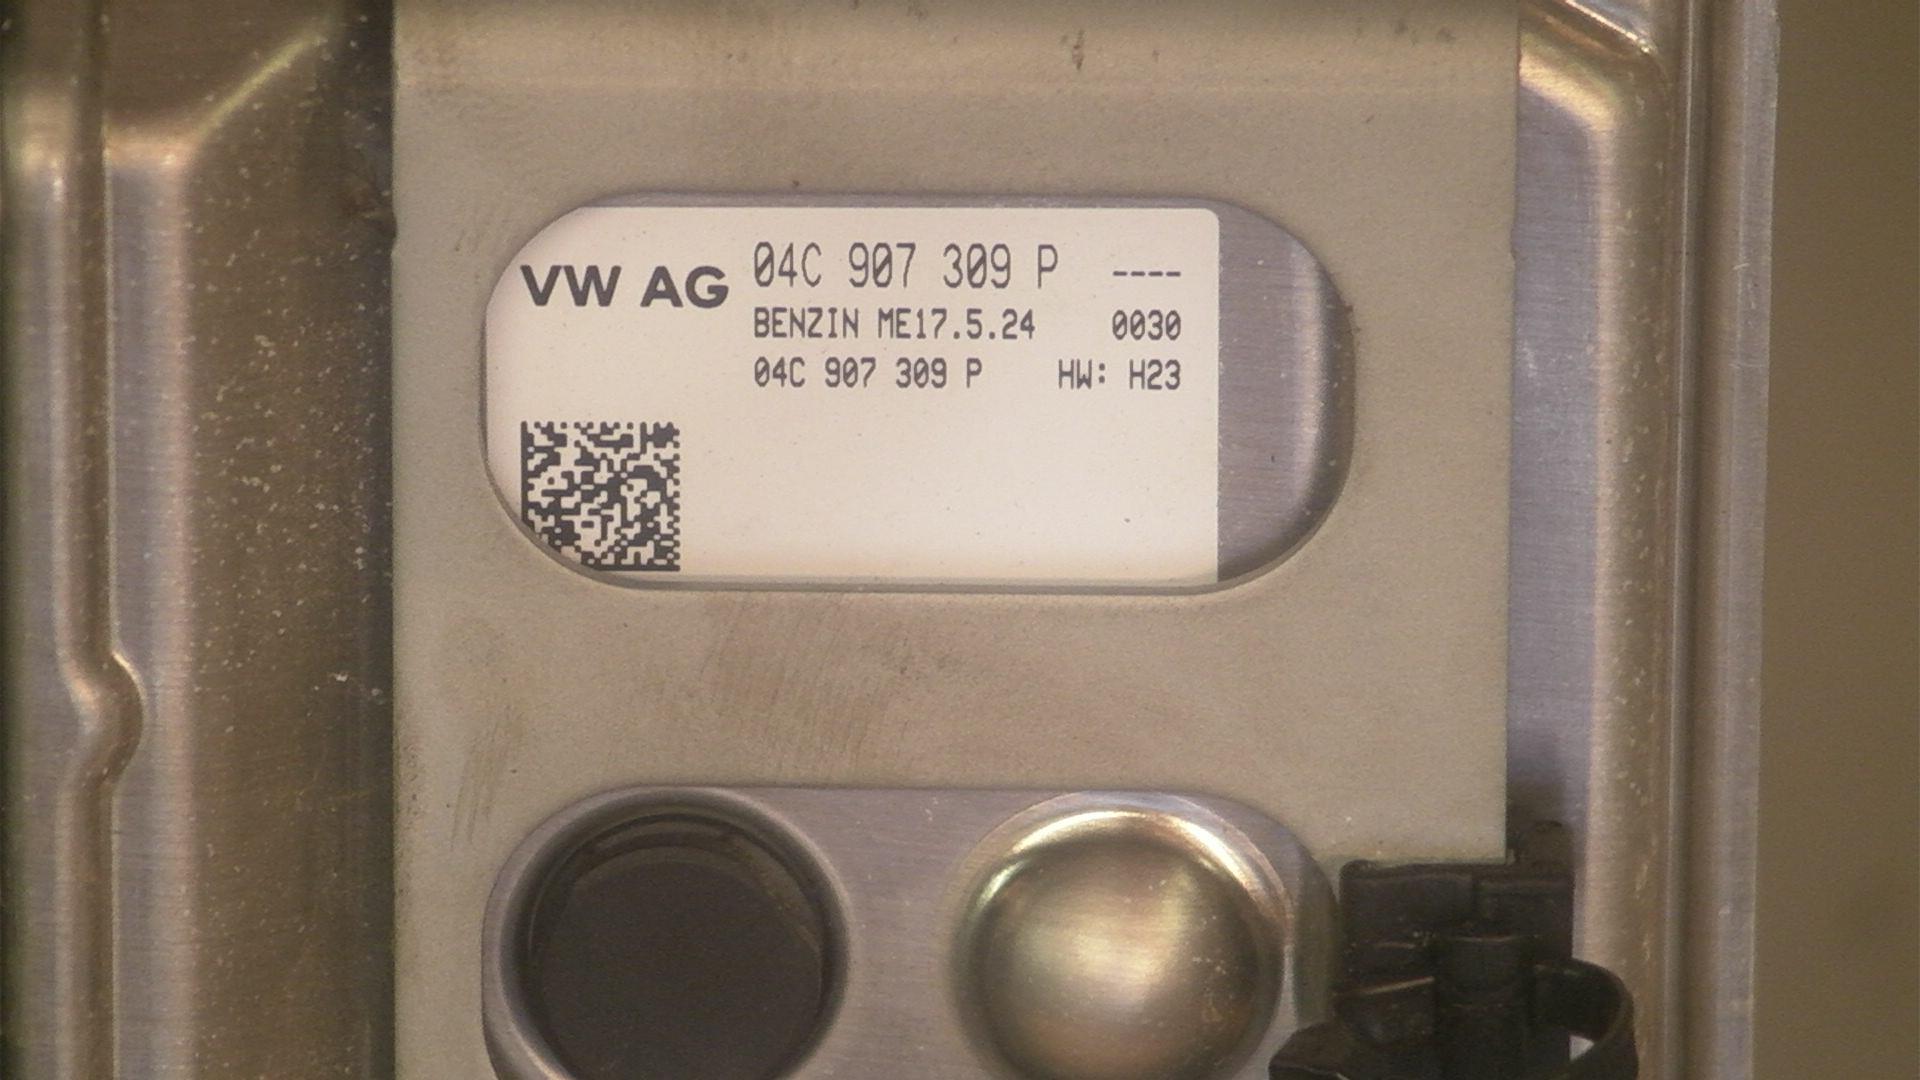 VW AG
04C 907 309 P ----
BENZIN ME17.5.24 0030
04C 907 309 P HW: H23